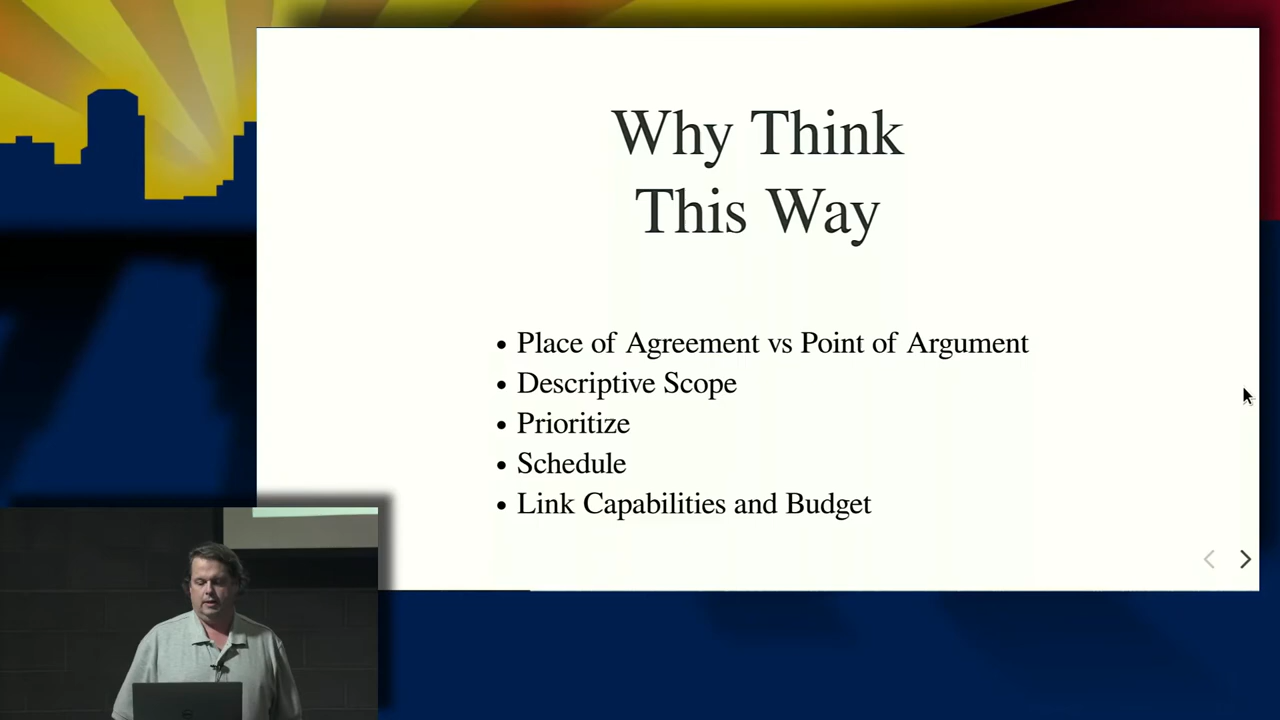 Why Think
This Way
Place of Agreement vs Point of Argument
Descriptive Scope
Prioritize
Schedule
Link Capabilities and Budget